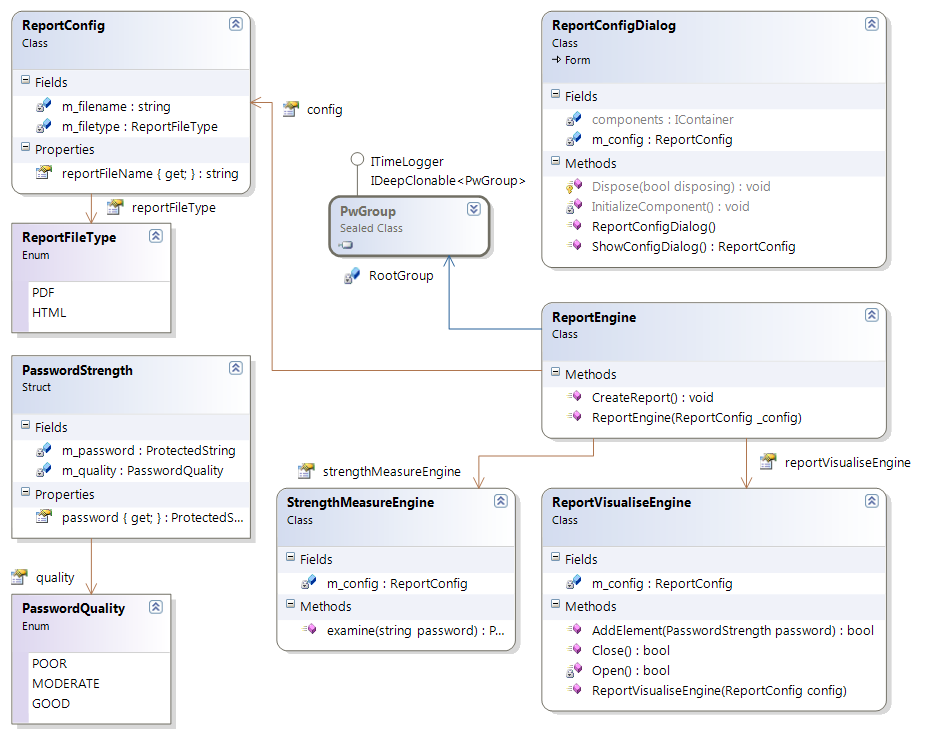 ReportConfig
Class
Fields
m_filename : string
m_filetype : ReportFileType
Properties
reportFileName { get; } : string
reportFileType
ReportFileType
Enum
PDF
HTML
PasswordStrength
Struct
Fields
m_password : ProtectedString
m_quality : PasswordQuality
Properties
password { get; } : ProtectedS...
quality
PasswordQuality
Enum
POOR
MODERATE
GOOD
config
ITimeLogger
IDeepClonable<PwGroup>
PwGroup
Sealed Class
RootGroup
ReportConfigDialog
Class
Form
Fields
components : IContainer
m_config : ReportConfig
Methods
Dispose(bool disposing) : void
InitializeComponent() : void
ReportConfigDialog()
ShowConfigDialog() : ReportConfig
ReportEngine
Class
Methods
CreateReport() : void
ReportEngine(ReportConfig _config)
strengthMeasureEngine
reportVisualiseEngine
StrengthMeasureEngine
Class
Fields
m_config : ReportConfig
Methods
examine(string password) : P...
ReportVisualiseEngine
Class
Fields
m_config : ReportConfig
Methods
AddElement(PasswordStrength password) : bool
Close() : bool
Open() : bool
ReportVisualiseEngine(ReportConfig config)